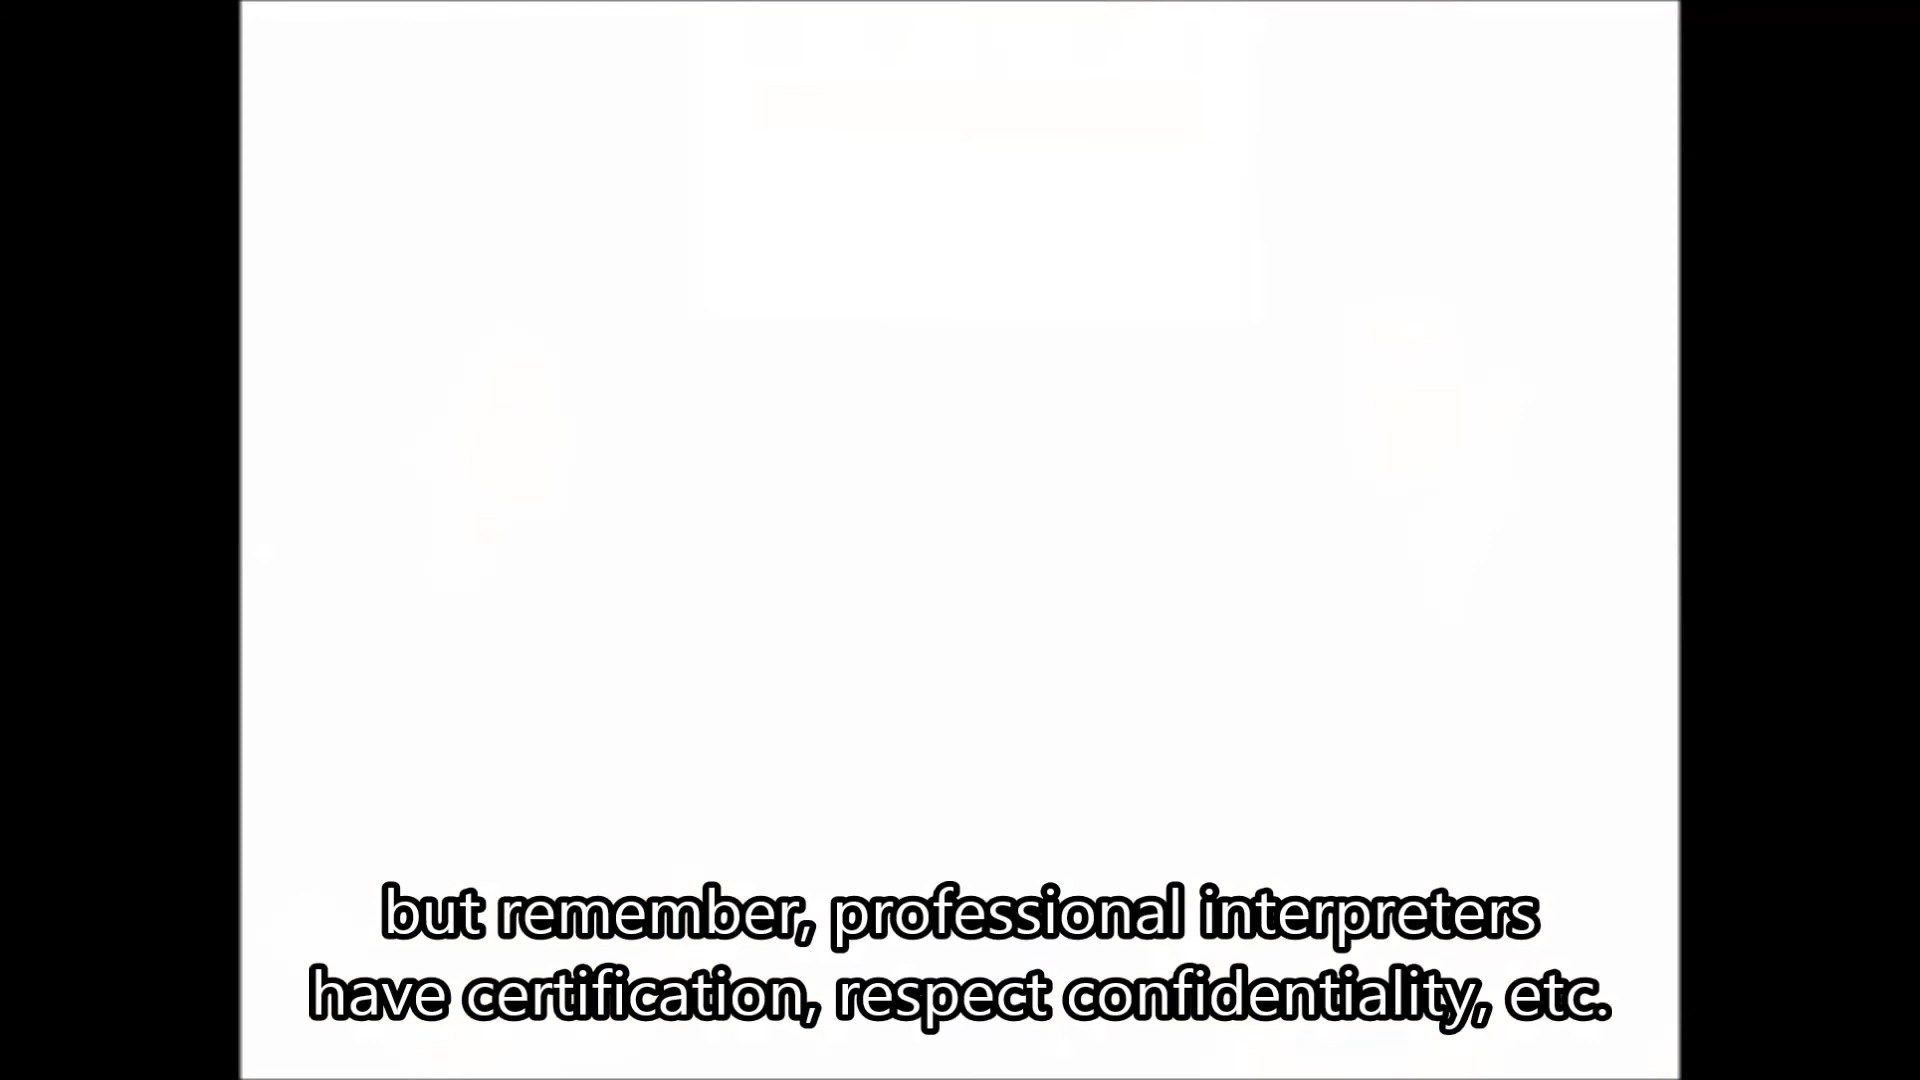 but remember, professional interpreters
have certification, respect confidentiality, etc.